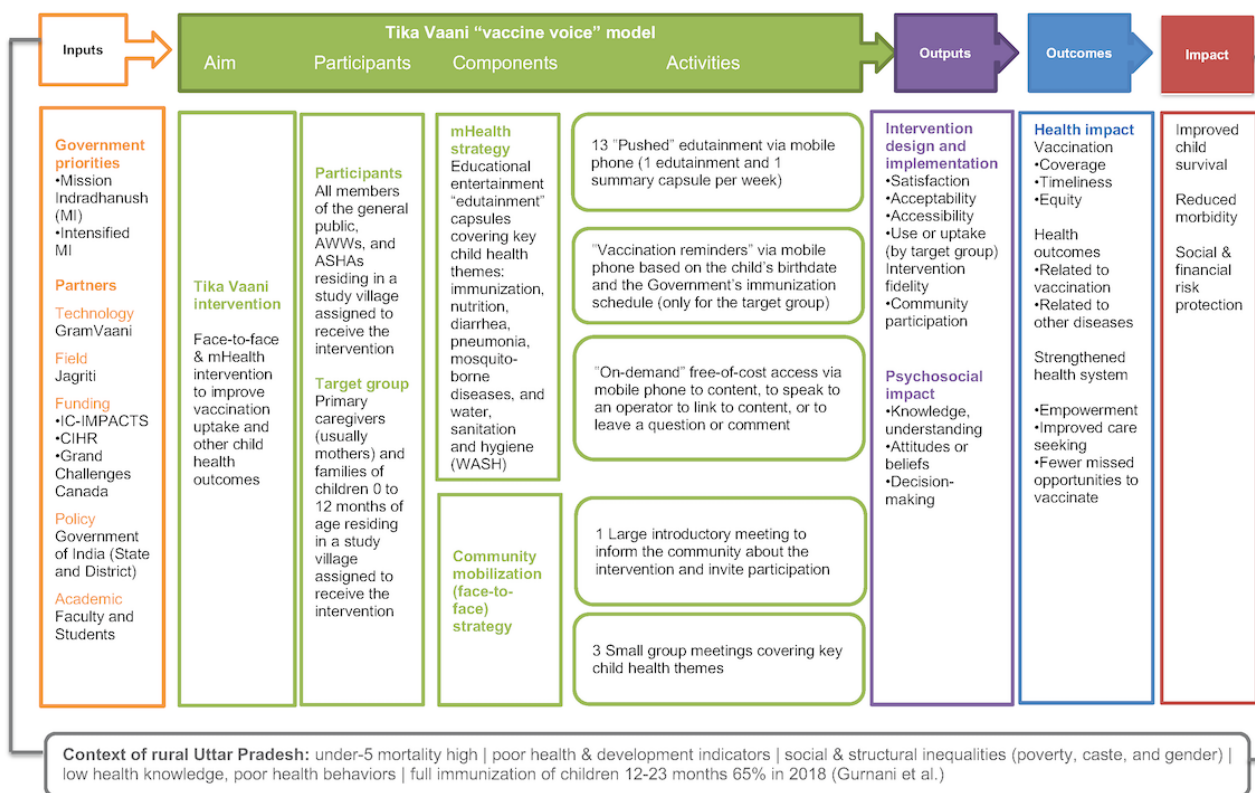 Inputs
Tika Vaani “vaccine voice” model
Aim
Participants
Components
Activities
Outputs
Outcomes
Impact
Government
priorities
•Mission
Indradhanush
(MI)
•Intensified
MI
Partners
Technology
GramVaani
Field
Jagriti
Funding
•IC-IMPACTS
•CIHR
•Grand
Challenges
Canada
Policy
Government
of India (State
and District)
Academic
Faculty and
Students
Tika Vaani
intervention
Face-to-face
& mHealth
intervention
to improve
vaccination
uptake and
other child
health
outcomes
Participants
All members
of the general
public,
AWWs, and
ASHAs
residing in a
study village
assigned to
receive the
intervention
Target group
Primary
caregivers
(usually
mothers) and
families of
children 0 to
12 months of
age residing
in a study
village
assigned to
receive the
intervention
mHealth
strategy
Educational
entertainment
“edutainment”
capsules
covering key
child health
themes:
immunization,
nutrition,
diarrhea,
pneumonia,
mosquito-
borne
diseases, and
water,
sanitation
and hygiene
(WASH)
Community
mobilization
(face-to-
face)
strategy
13 “Pushed” edutainment via mobile
phone (1 edutainment and 1
summary capsule per week)
“Vaccination reminders” via mobile
phone based on the child’s birthdate
and the Government’s immunization
schedule (only for the target group)
“On-demand” free-of-cost access via
mobile phone to content, to speak to
an operator to link to content, or to
leave a question or comment
1 Large introductory meeting to
inform the community about the
intervention and invite participation
3 Small group meetings covering key
child health themes
Intervention
design and
implementation
•Satisfaction
•Acceptability
•Accessibility
•Use or uptake
(by target group)
Intervention
fidelity
•Community
participation
Psychosocial
impact
•Knowledge,
understanding
•Attitudes or
beliefs
•Decision-
making
Health impact
Vaccination
•Coverage
•Timeliness
•Equity
Health
outcomes
•Related to
vaccination
•Related to
other diseases
Strengthened
health system
•Empowerment
•Improved care
seeking
•Fewer missed
opportunities to
vaccinate
Improved
child
survival
Reduced
morbidity
Social &
financial
risk
protection
Context of rural Uttar Pradesh: under-5 mortality high | poor health & development indicators | social & structural inequalities (poverty, caste, and gender) |
low health knowledge, poor health behaviors | full immunization of children 12-23 months 65% in 2018 (Gurnani et al.)